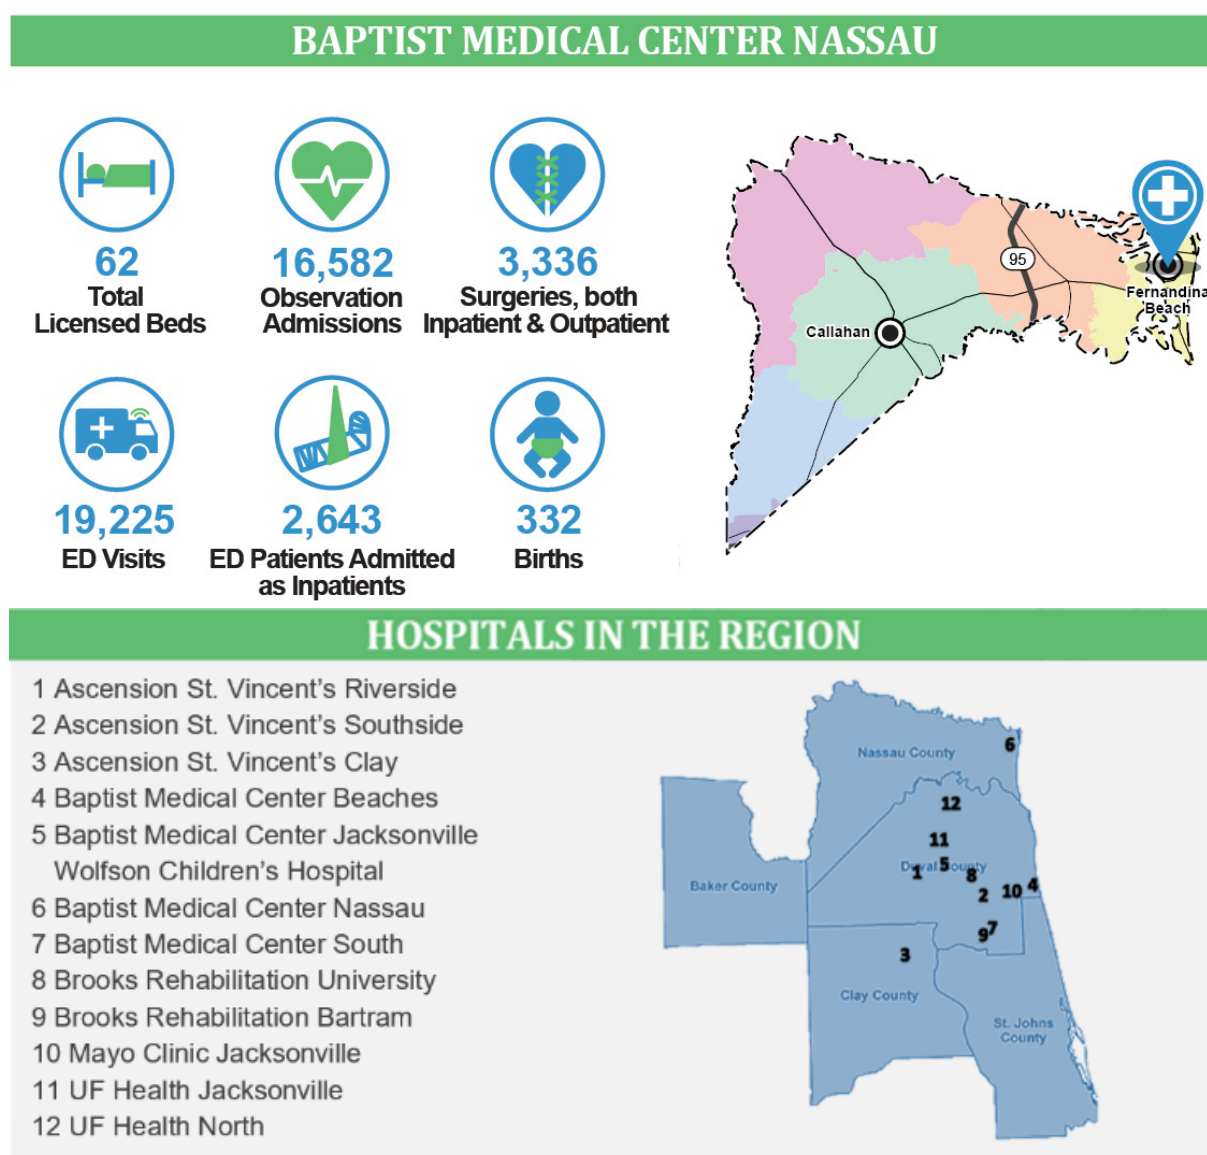 BAPTIST MEDICAL CENTER NASSAU
62
Total
Licensed Beds
16,582
Observation
Admissions
3,336
Surgeries, both
Inpatient & Outpatient
19,225
ED Visits
2,643
ED Patients Admitted
as Inpatients
332
Births
95
Callahan
Fernandina
Beach
HOSPITALS IN THE REGION
1 Ascension St. Vincent’s Riverside
2 Ascension St. Vincent’s Southside
3 Ascension St. Vincent’s Clay
4 Baptist Medical Center Beaches
5 Baptist Medical Center Jacksonville
Wolfson Children’s Hospital
6 Baptist Medical Center Nassau
7 Baptist Medical Center South
8 Brooks Rehabilitation University
9 Brooks Rehabilitation Bartram
10 Mayo Clinic Jacksonville
11 UF Health Jacksonville
12 UF Health North
Nassau County
6
12
11
Duval County
5
1
8
2
10
4
Baker County
7
9
3
Clay County
St. Johns
County